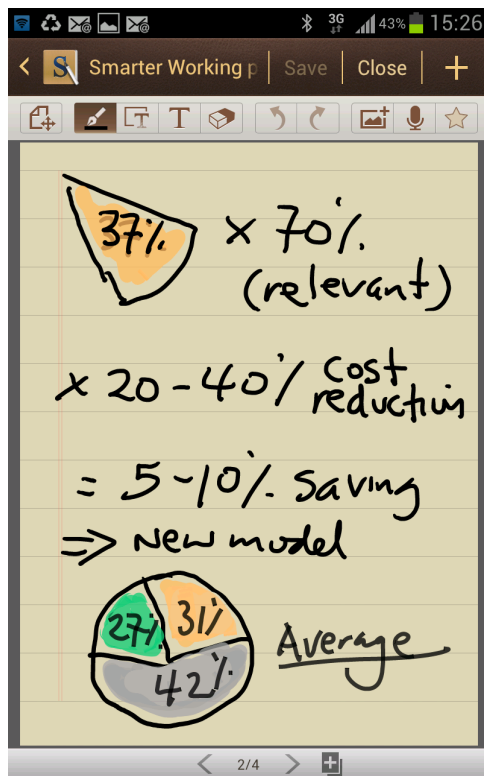 3G 43% 15:26
Smarter Working p Save Close
T T
37% x 70%
(relevant)
x 20-40% cost
reduction
= 5-10% saving
=> New model
27% 31%
42% Average
2/4